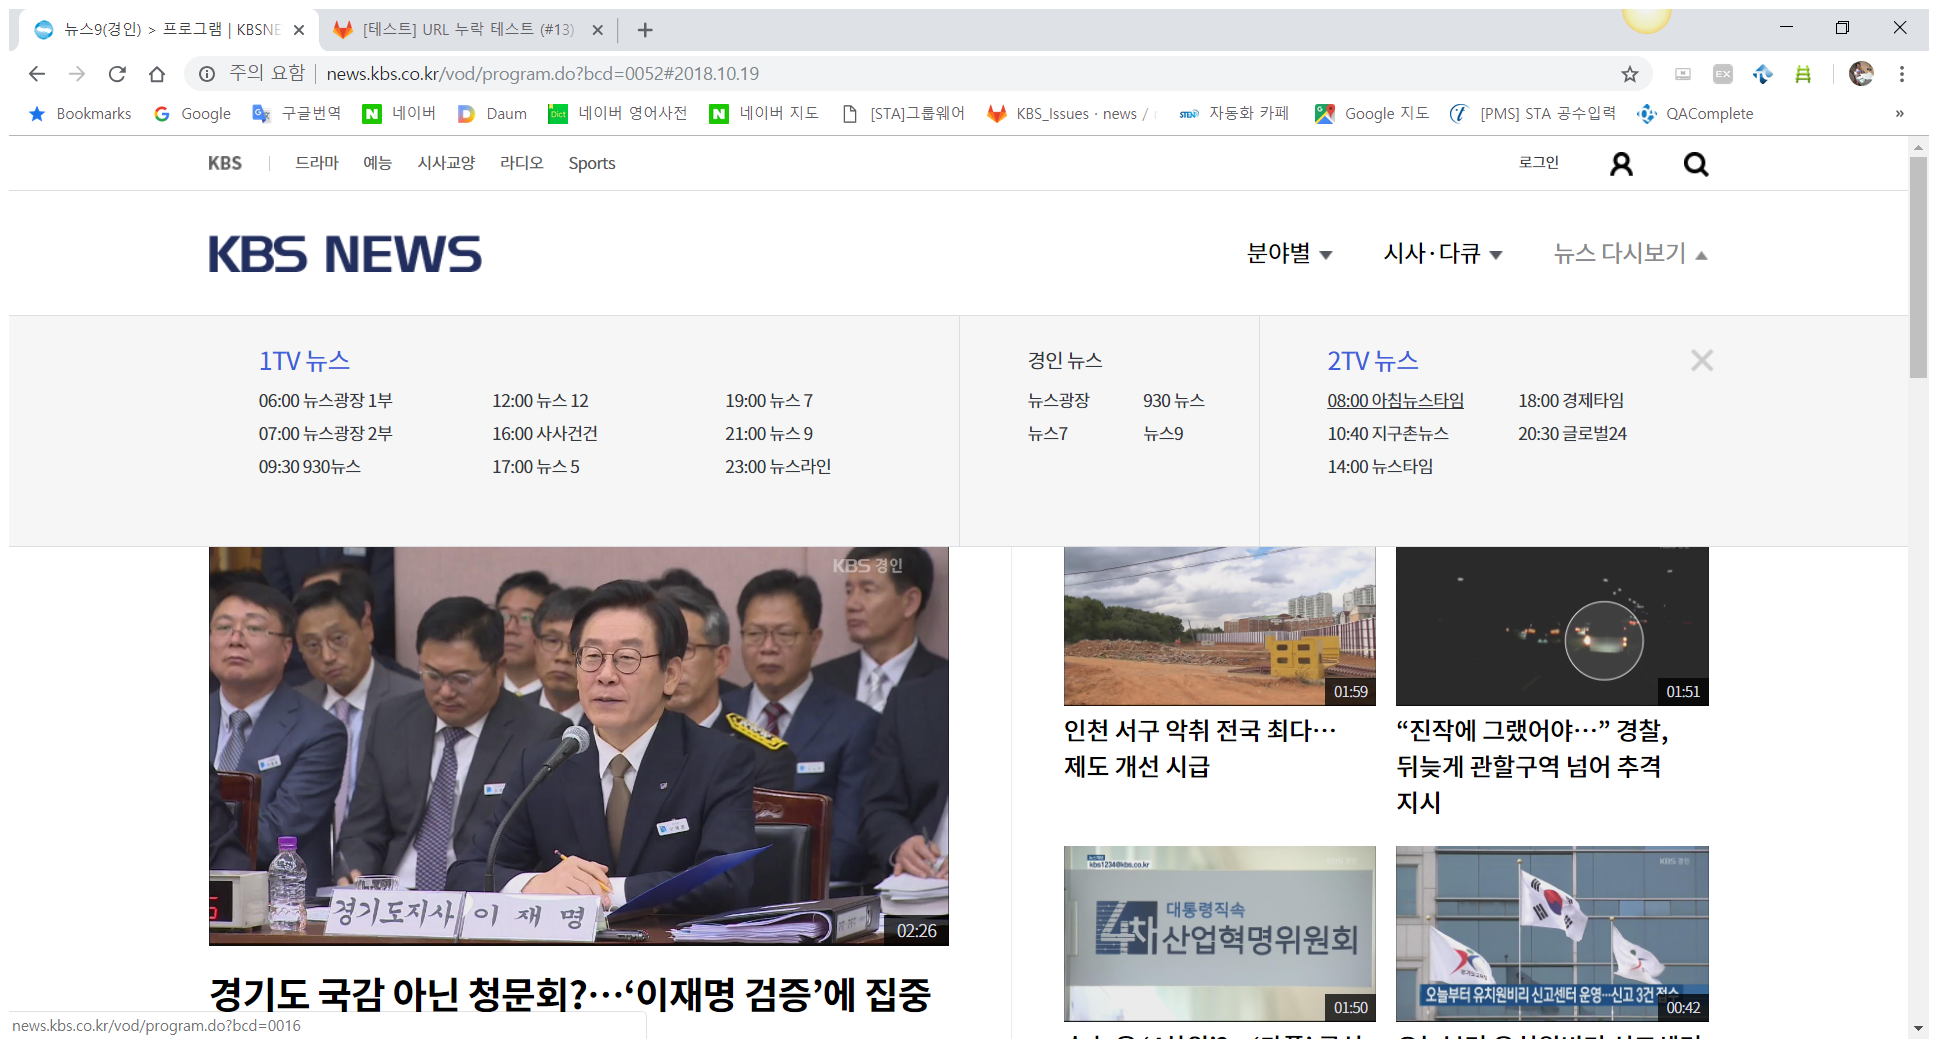 뉴스9(경인) > 프로그램 | KBSNE
[테스트] URL 누락 테스트 (#13)
주의 요함 | news.kbs.co.kr/vod/program.do?bcd=0052#2018.10.19
Bookmarks Google 구글번역 네이버 Daum 네이버 영어사전 네이버 지도 [STA]그룹웨어 KBS_Issues · news / 자동화 카페 Google 지도 [PMS] STA 공수입력 QAComplete »
KBS 드라마 예능 시사교양 라디오 Sports 로그인
KBS NEWS
분야별 시사·다큐 뉴스 다시보기
1TV 뉴스
06:00 뉴스광장 1부 12:00 뉴스 12 19:00 뉴스 7
07:00 뉴스광장 2부 16:00 사사건건 21:00 뉴스 9
09:30 930뉴스 17:00 뉴스 5 23:00 뉴스라인
경인 뉴스
뉴스광장 930 뉴스
뉴스7 뉴스9
2TV 뉴스
08:00 아침뉴스타임 18:00 경제타임
10:40 지구촌뉴스 20:30 글로벌24
14:00 뉴스타임
KBS 경인
경기도지사 이 재 명
02:26
경기도 국감 아닌 청문회?…‘이재명 검증’에 집중
01:59
인천 서구 악취 전국 최다…
제도 개선 시급
01:51
“진작에 그랬어야…” 경찰,
뒤늦게 관할구역 넘어 추격
지시
kbs1234@kbs.co.kr
대통령직속
4차 산업혁명위원회
01:50
KBS 경인
오늘부터 유치원비리 신고센터 운영…신고 3건 접수
00:42
news.kbs.co.kr/vod/program.do?bcd=0016